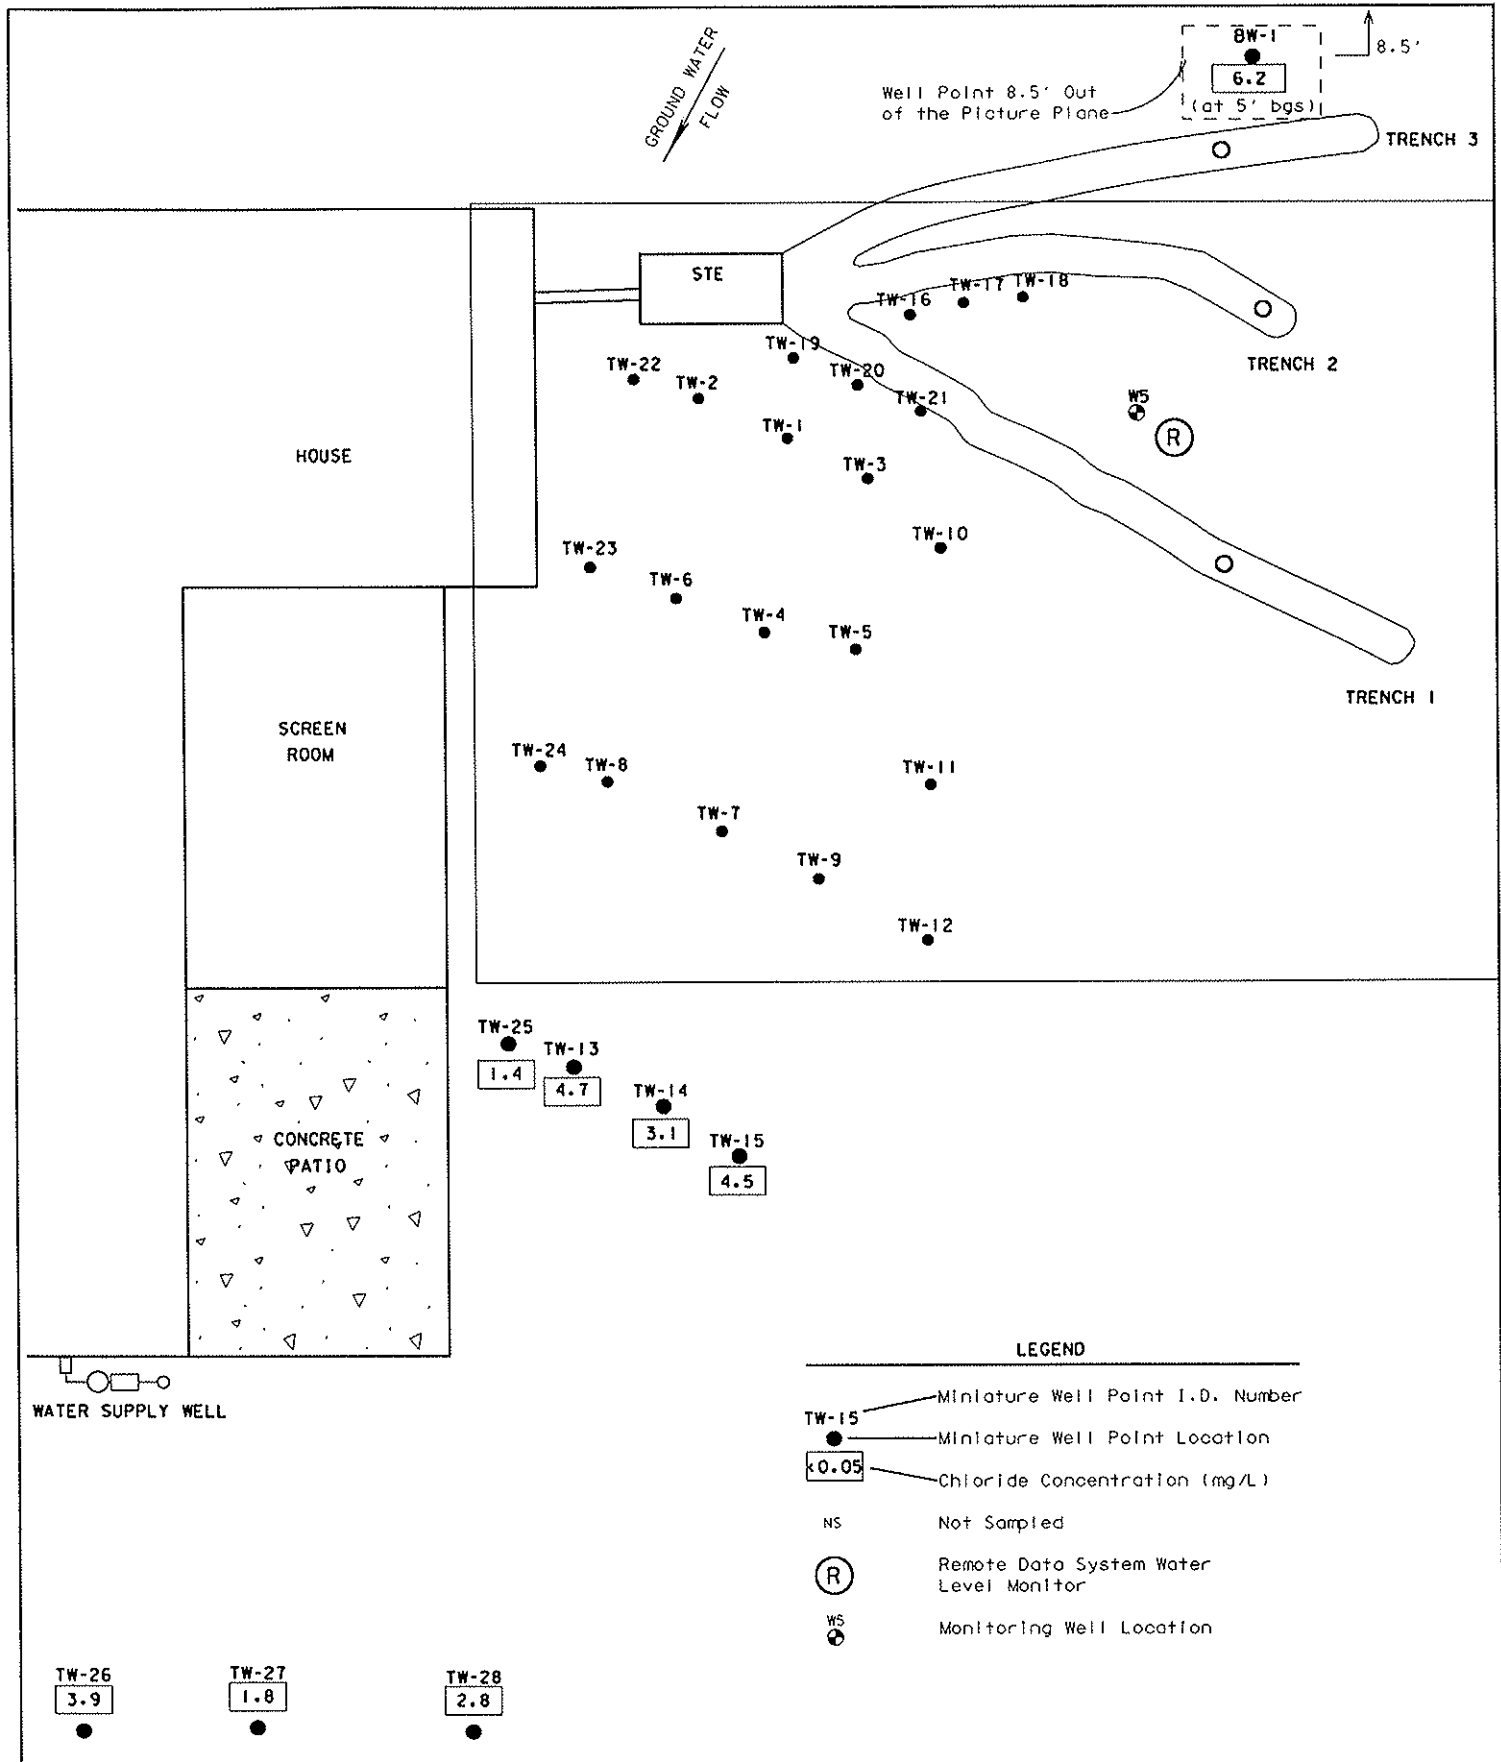 BW-1
8.5'
6.2
(at 5' bgs)
Well Point 8.5' Out
of the Picture Plane
GROUND WATER
FLOW
TRENCH 3
STE
TW-16
TW-17
TW-18
TW-19
TW-22
TW-2
TW-20
TW-21
TRENCH 2
W5
R
TW-1
HOUSE
TW-3
TW-10
TW-23
TW-6
TW-4
TW-5
TRENCH 1
SCREEN
ROOM
TW-24
TW-8
TW-11
TW-7
TW-9
TW-12
TW-25
1.4
TW-13
4.7
TW-14
3.1
TW-15
4.5
CONCRETE
PATIO
WATER SUPPLY WELL
LEGEND
Miniature Well Point I.D. Number
TW-15
Miniature Well Point Location
<0.05
Chloride Concentration (mg/L)
NS Not Sampled
R Remote Data System Water
Level Monitor
W5 Monitoring Well Location
TW-26
3.9
TW-27
1.8
TW-28
2.8